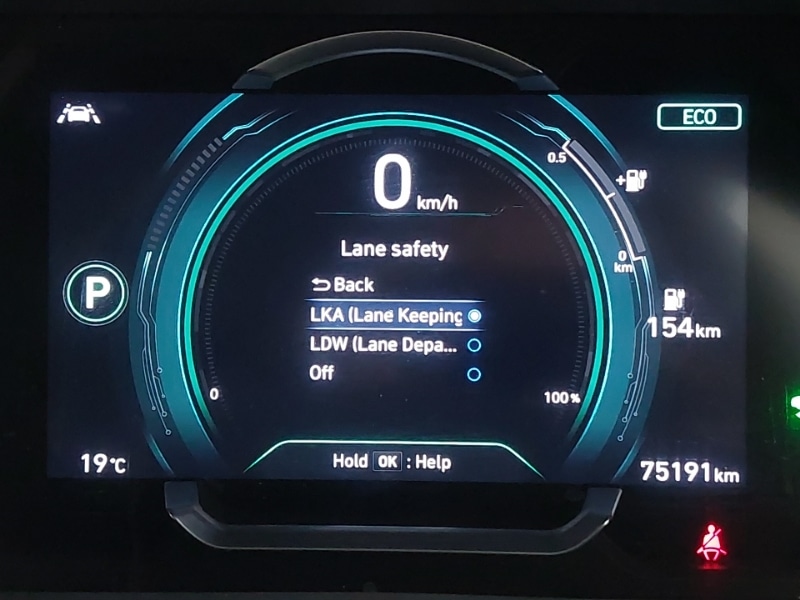 ECO
0.5
0 km/h
+
0
km
Lane safety
Back
P
LKA (Lane Keeping
154km
LDW (Lane Depa...
Off
0
100%
19°C
Hold OK : Help
75191km